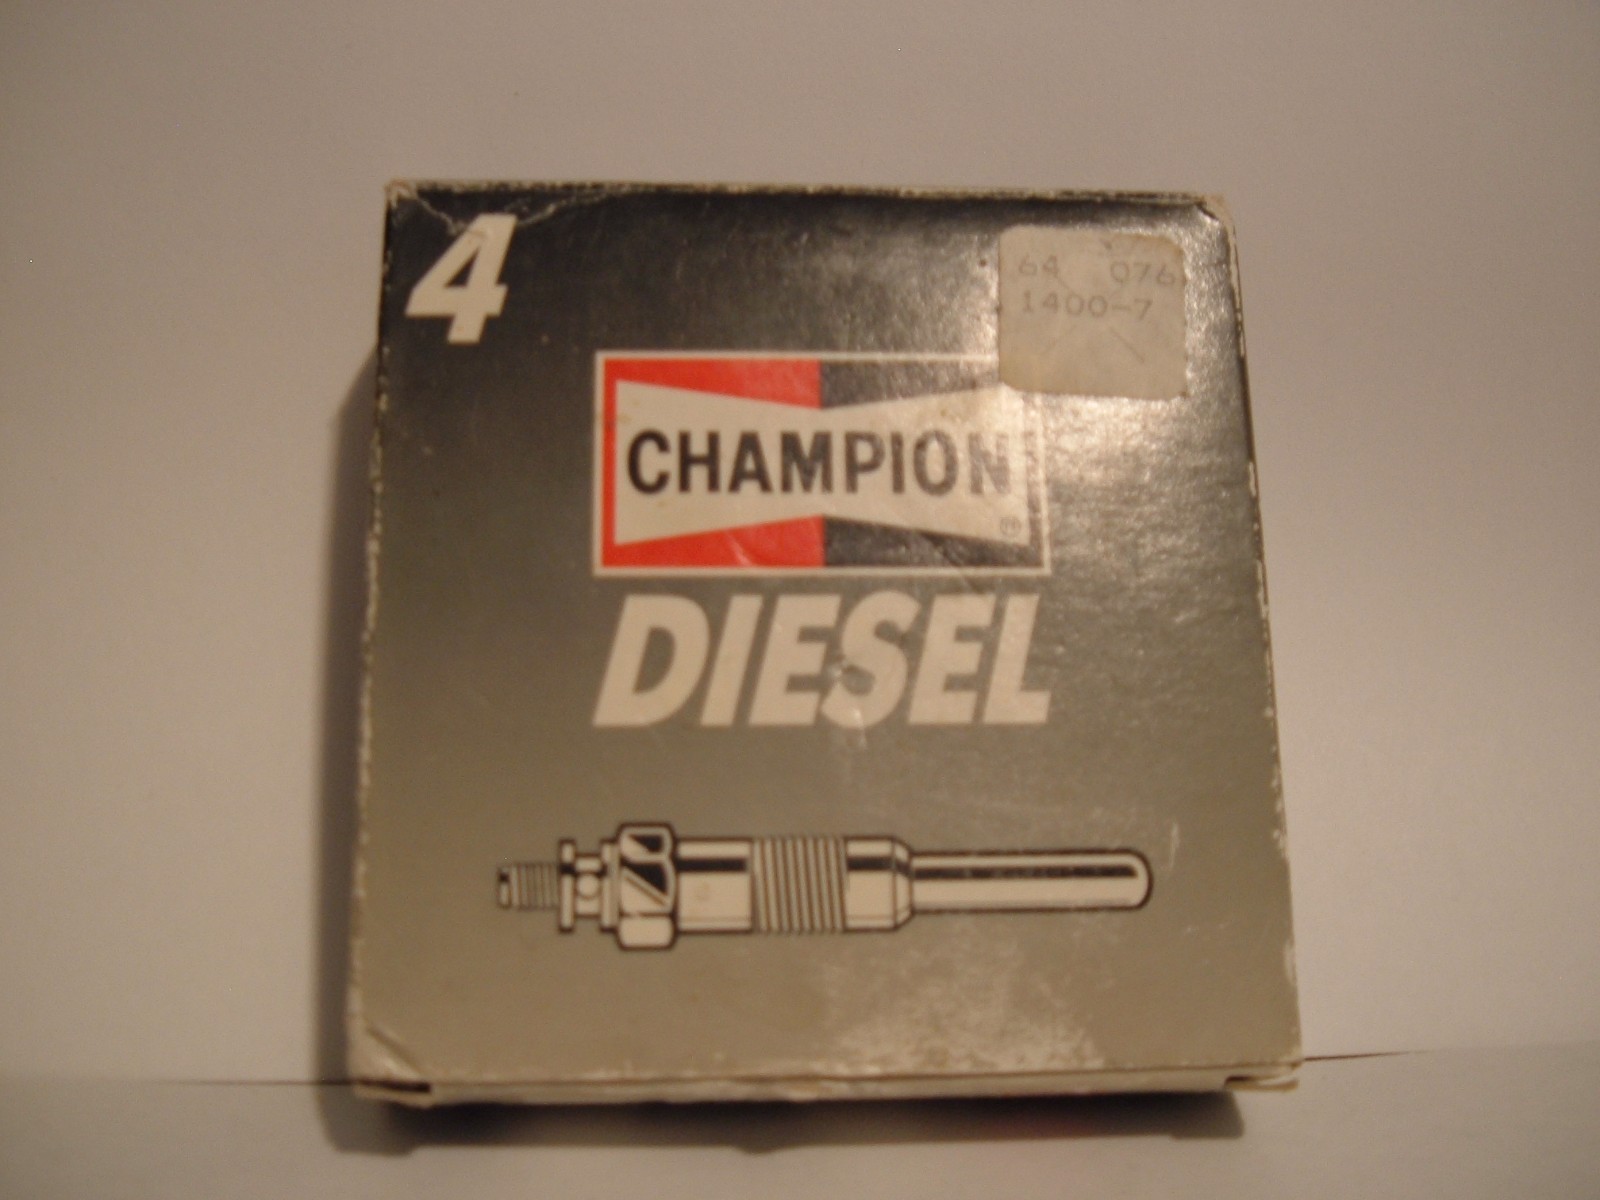 4
64 076
1400-7
CHAMPION
®
DIESEL